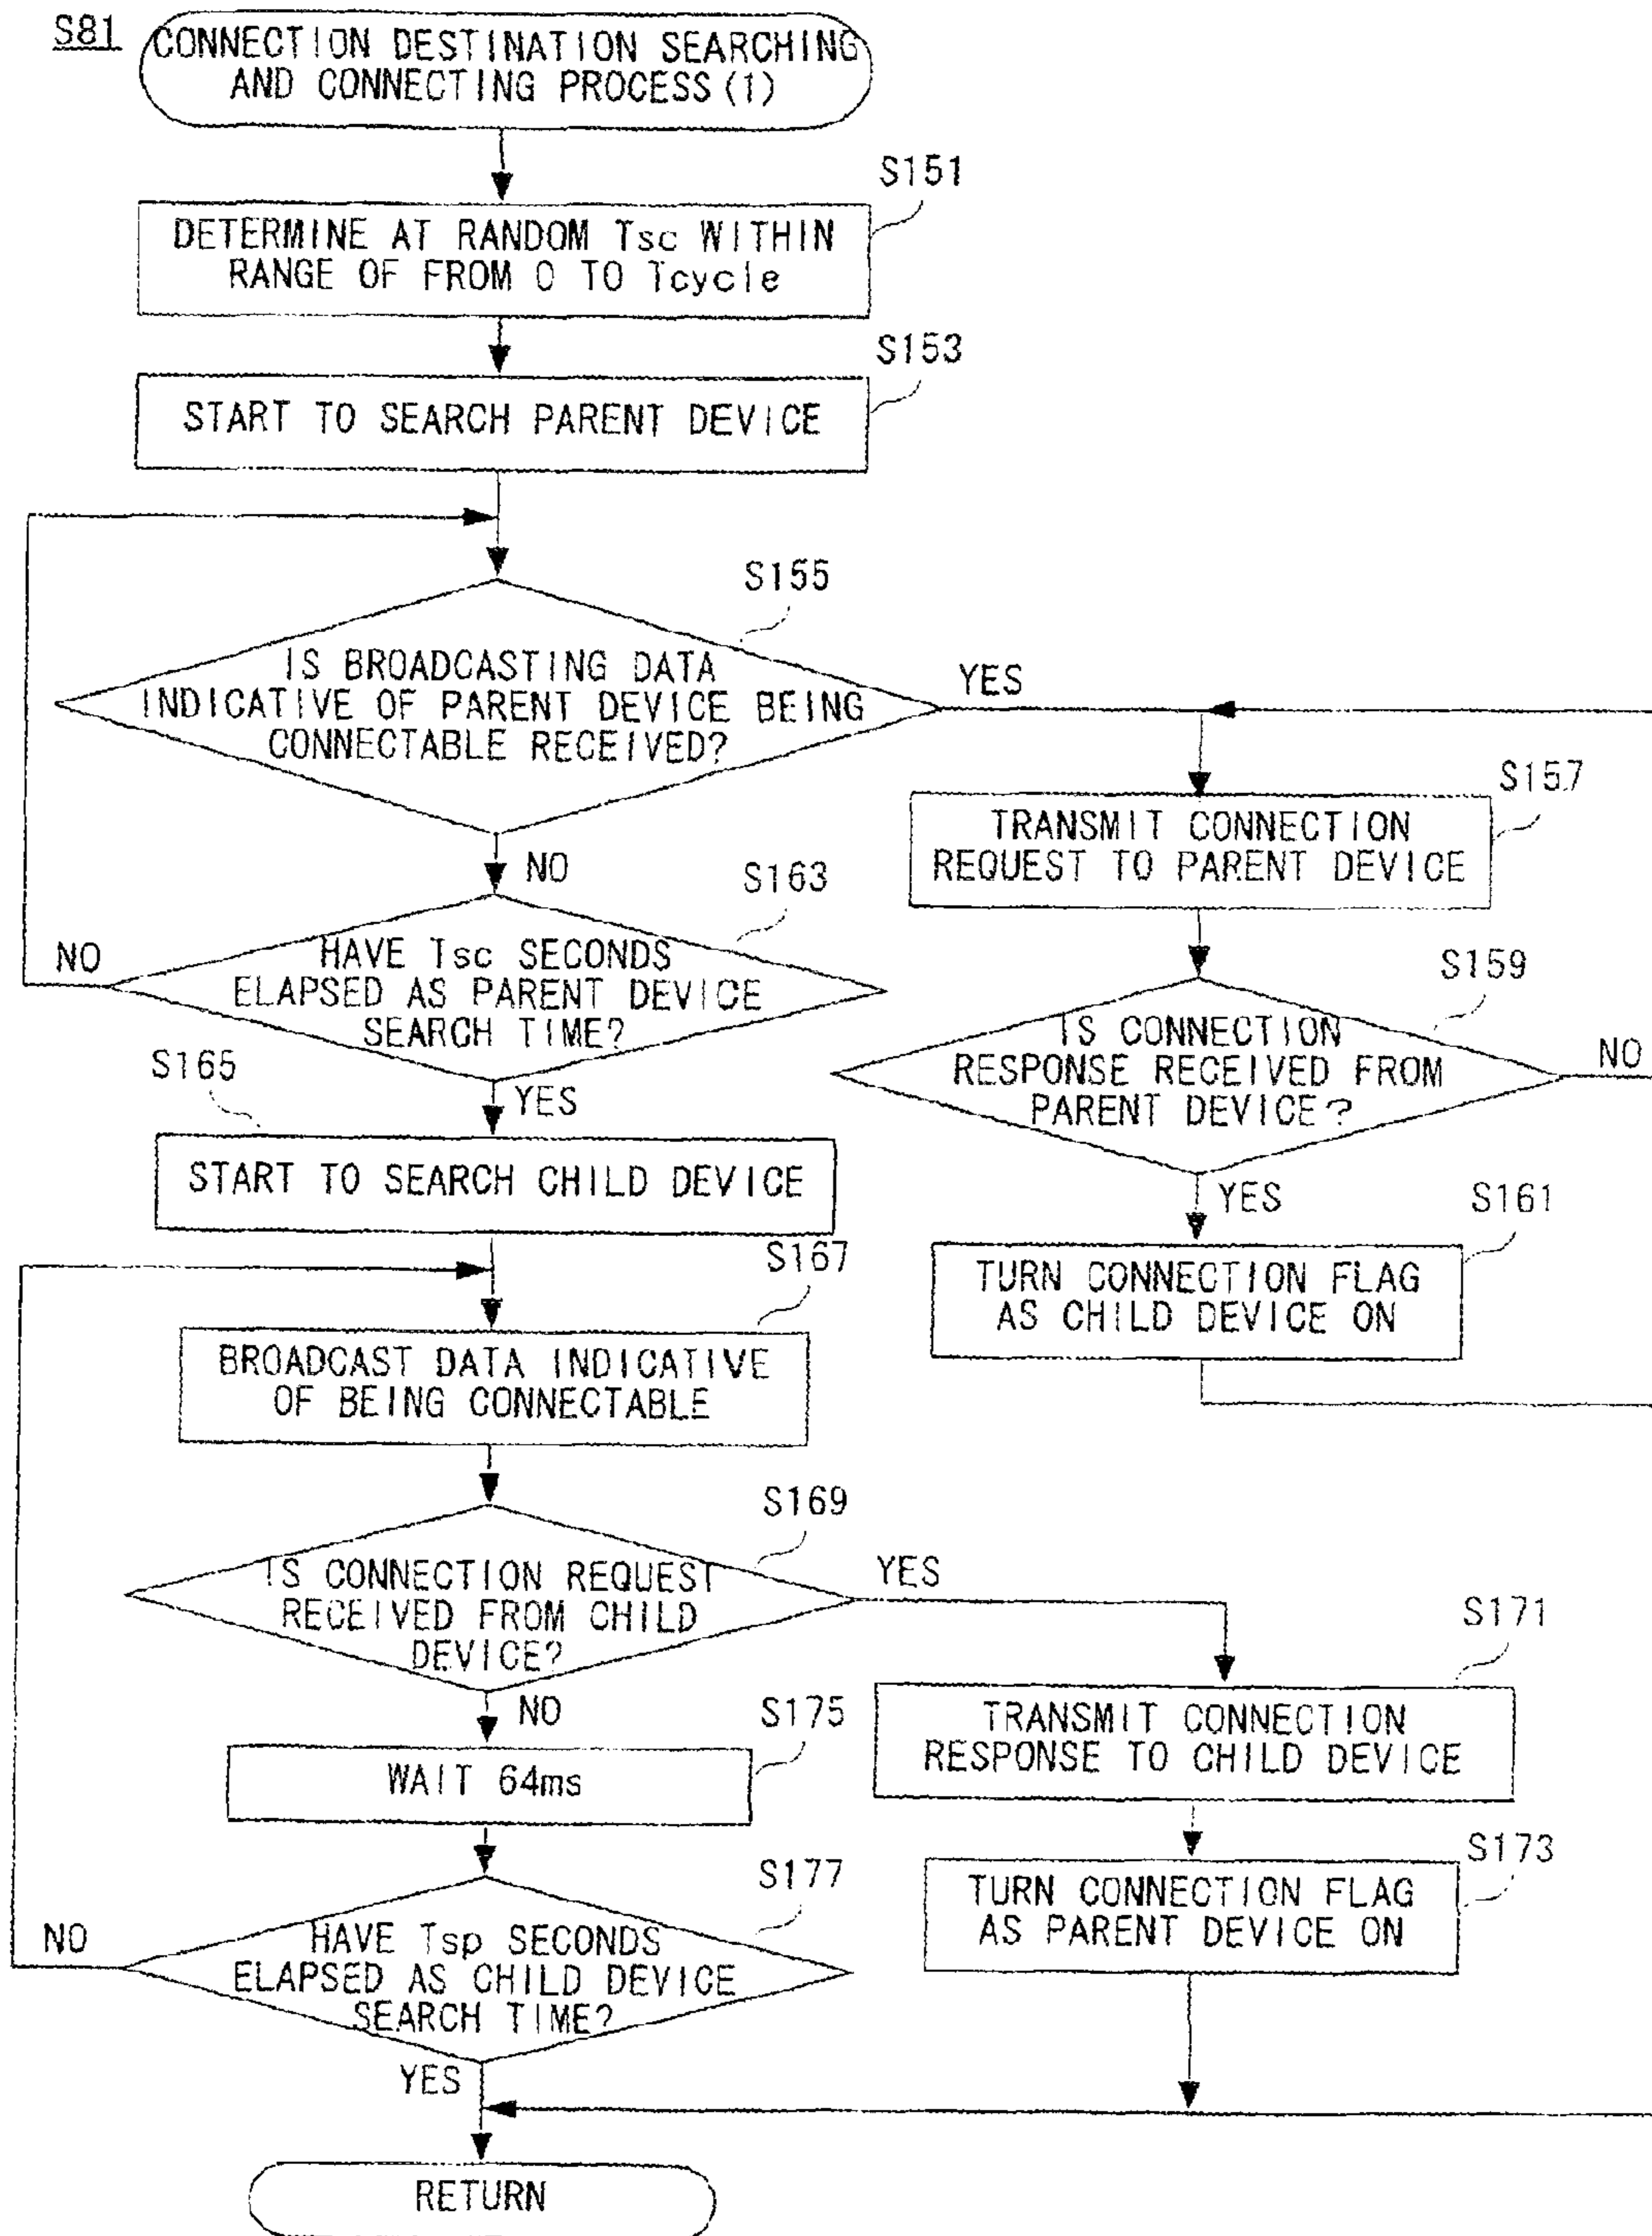 S81
CONNECTION DESTINATION SEARCHING
AND CONNECTING PROCESS (1)
S151
DETERMINE AT RANDOM Tsc WITHIN
RANGE OF FROM 0 TO Tcycle
S153
START TO SEARCH PARENT DEVICE
S155
IS BROADCASTING DATA
INDICATIVE OF PARENT DEVICE BEING
CONNECTABLE RECEIVED?
YES
NO
S157
TRANSMIT CONNECTION
REQUEST TO PARENT DEVICE
S163
HAVE Tsc SECONDS
ELAPSED AS PARENT DEVICE
SEARCH TIME?
NO
YES
S159
IS CONNECTION
RESPONSE RECEIVED FROM
PARENT DEVICE?
NO
YES
S165
START TO SEARCH CHILD DEVICE
S161
TURN CONNECTION FLAG
AS CHILD DEVICE ON
S167
BROADCAST DATA INDICATIVE
OF BEING CONNECTABLE
S169
IS CONNECTION REQUEST
RECEIVED FROM CHILD
DEVICE?
YES
NO
S171
TRANSMIT CONNECTION
RESPONSE TO CHILD DEVICE
S175
WAIT 64ms
S173
TURN CONNECTION FLAG
AS PARENT DEVICE ON
S177
HAVE Tsp SECONDS
ELAPSED AS CHILD DEVICE
SEARCH TIME?
NO
YES
RETURN